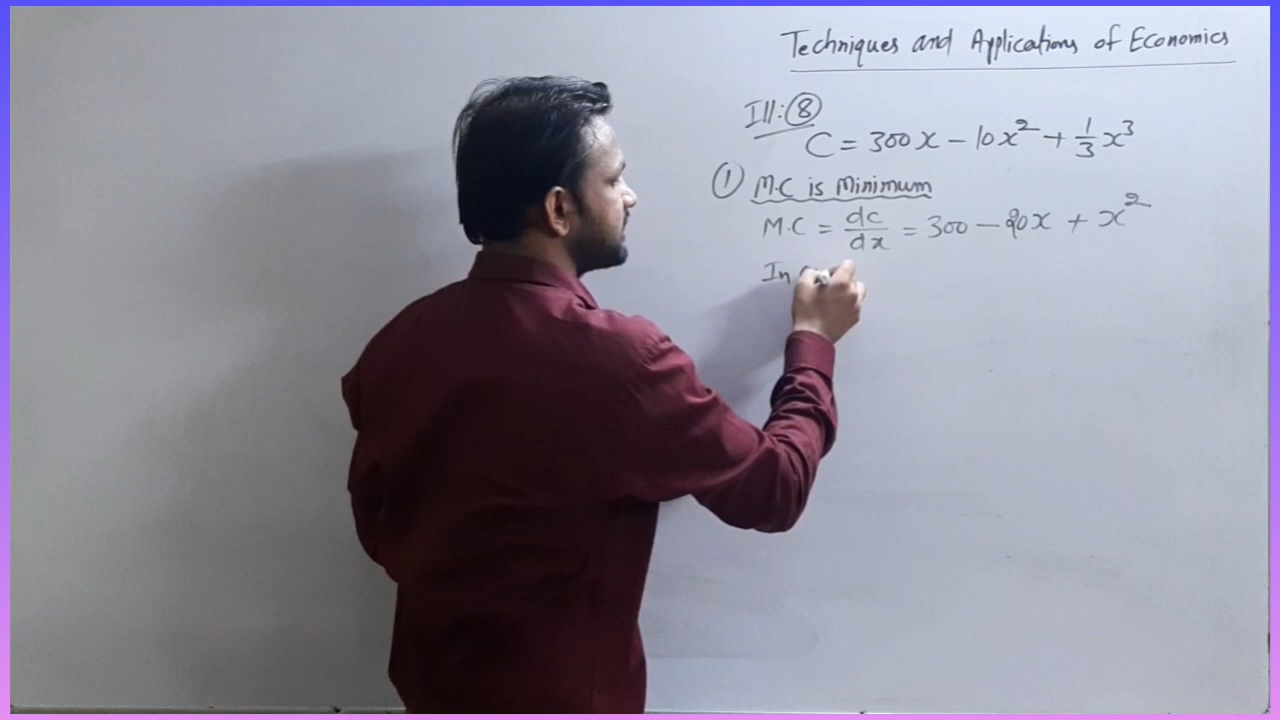 Techniques and Applications of Economics
Ill: 8
C = 300x - 10x² + 1/3 x³
① M.C is Minimum
M.C = dc/dx = 300 - 20x + x²
In